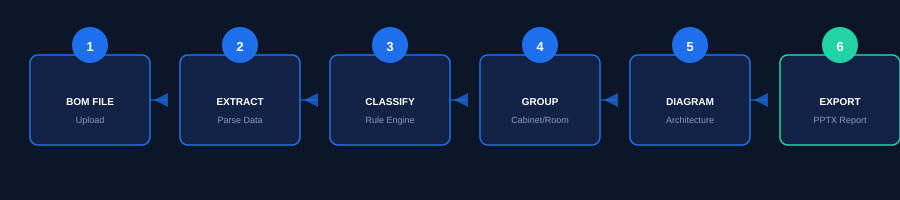 1
BOM FILE
Upload
2
EXTRACT
Parse Data
3
CLASSIFY
Rule Engine
4
GROUP
Cabinet/Room
5
DIAGRAM
Architecture
6
EXPORT
PPTX Report